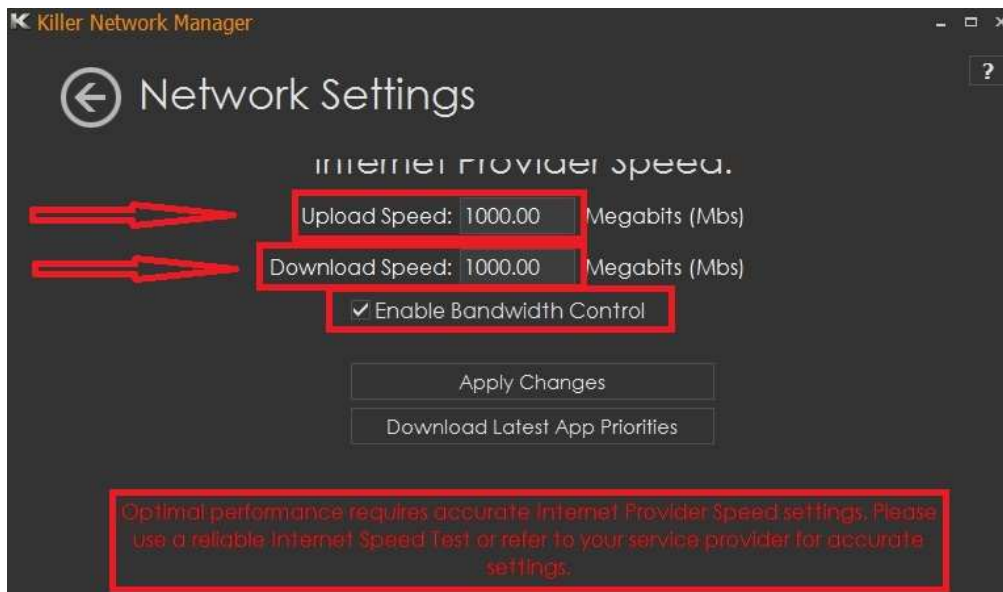 Killer Network Manager
?
Network Settings
Internet Provider Speed.
Upload Speed: 1000.00 Megabits (Mbs)
Download Speed: 1000.00 Megabits (Mbs)
Enable Bandwidth Control
Apply Changes
Download Latest App Priorities
Optimal performance requires accurate Internet Provider Speed settings. Please
use a reliable Internet Speed Test or refer to your service provider for accurate
settings.